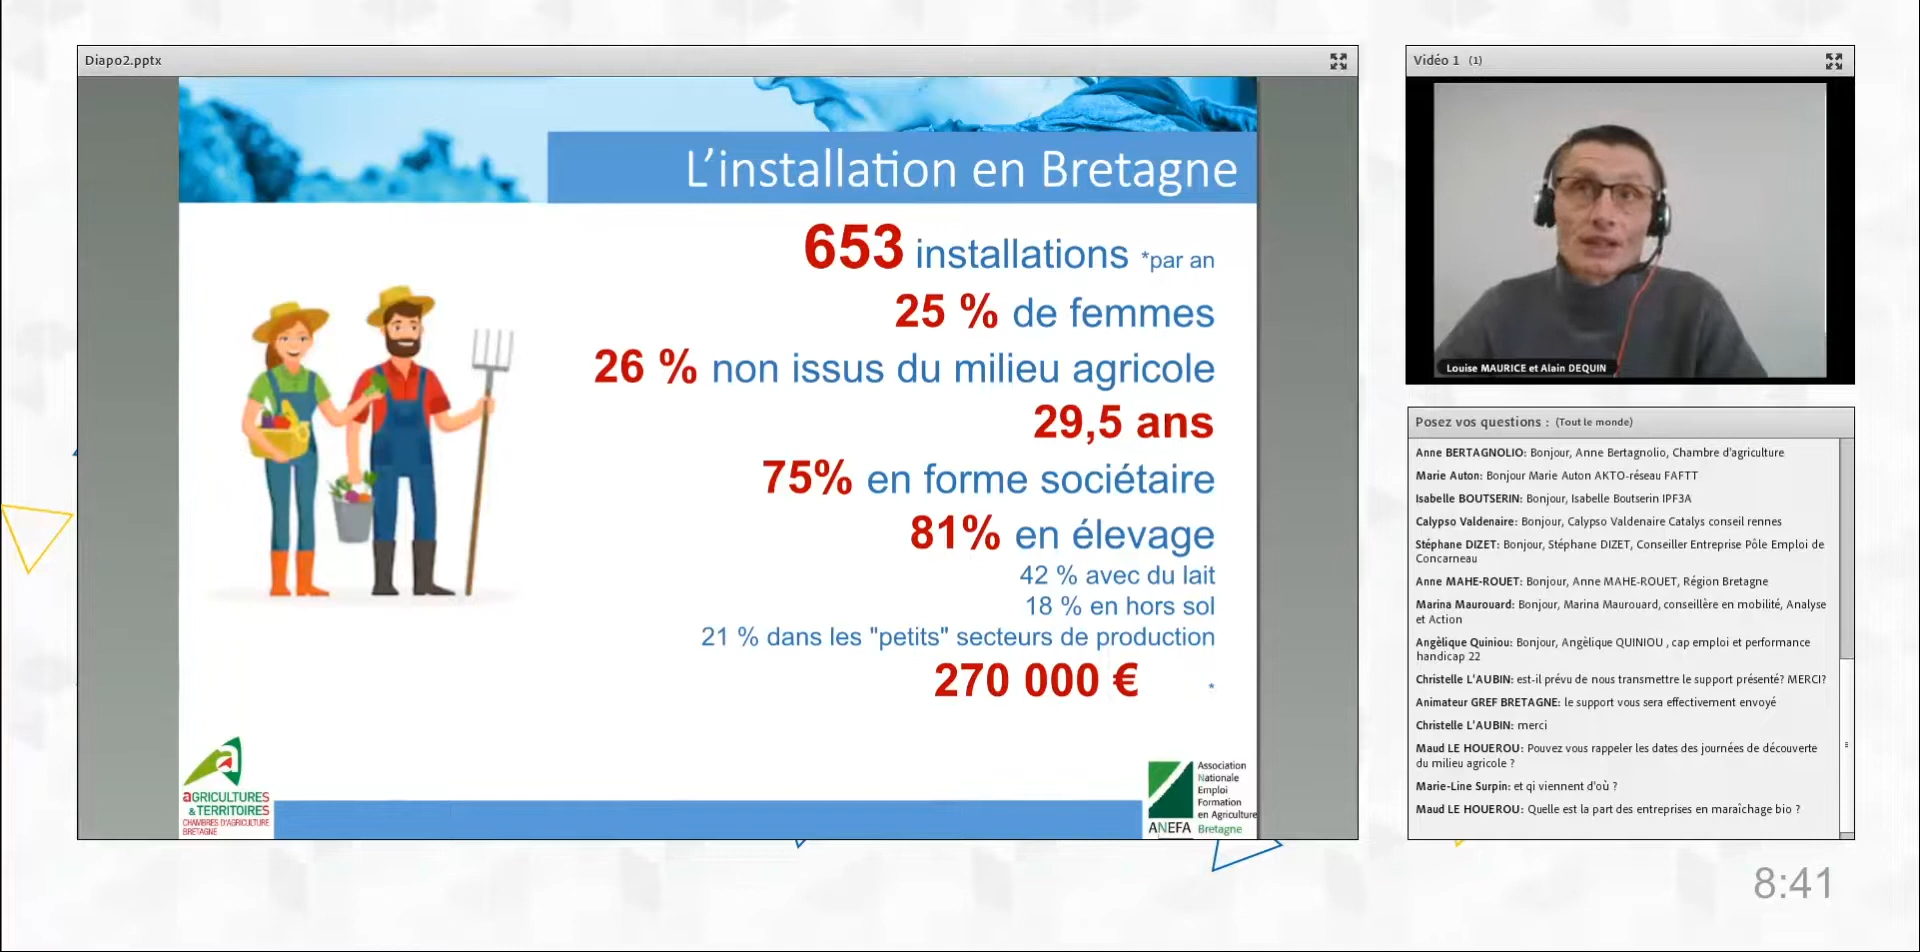 Diapo2.pptx
L'installation en Bretagne
653 installations *par an
25 % de femmes
26 % non issus du milieu agricole
29,5 ans
75% en forme sociétaire
81% en élevage
42 % avec du lait
18 % en hors sol
21 % dans les "petits" secteurs de production
270 000 €
*
a
aGRICULTURES
& TERRITOIRES
CHAMBRES D'AGRICULTURE
BRETAGNE
Association
Nationale
Emploi
Formation
en Agriculture
ANEFA Bretagne
Vidéo 1 (1)
Louise MAURICE et Alain DEQUIN
Posez vos questions : (Tout le monde)
Anne BERTAGNOLIO: Bonjour, Anne Bertagnolio, Chambre d'agriculture
Marie Auton: Bonjour Marie Auton AKTO-réseau FAFTT
Isabelle BOUTSERIN: Bonjour, Isabelle Boutserin IPF3A
Calypso Valdenaire: Bonjour, Calypso Valdenaire Catalys conseil rennes
Stéphane DIZET: Bonjour, Stéphane DIZET, Conseiller Entreprise Pôle Emploi de
Concarneau
Anne MAHE-ROUET: Bonjour, Anne MAHE-ROUET, Région Bretagne
Marina Maurouard: Bonjour, Marina Maurouard, conseillère en mobilité, Analyse
et Action
Angèlique Quiniou: Bonjour, Angèlique QUINIOU , cap emploi et performance
handicap 22
Christelle L'AUBIN: est-il prévu de nous transmettre le support présenté? MERCI?
Animateur GREF BRETAGNE: le support vous sera effectivement envoyé
Christelle L'AUBIN: merci
Maud LE HOUEROU: Pouvez vous rappeler les dates des journées de découverte
du milieu agricole ?
Marie-Line Surpin: et qi viennent d'où ?
Maud LE HOUEROU: Quelle est la part des entreprises en maraîchage bio ?
8:41